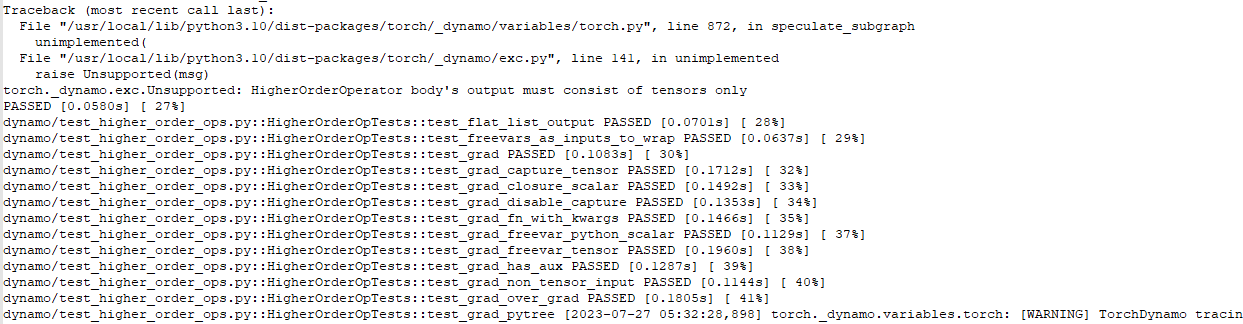 Traceback (most recent call last):
File "/usr/local/lib/python3.10/dist-packages/torch/_dynamo/variables/torch.py", line 872, in speculate_subgraph
unimplemented(
File "/usr/local/lib/python3.10/dist-packages/torch/_dynamo/exc.py", line 141, in unimplemented
raise Unsupported(msg)
torch._dynamo.exc.Unsupported: HigherOrderOperator body's output must consist of tensors only
PASSED [0.0580s] [ 27%]
dynamo/test_higher_order_ops.py::HigherOrderOpTests::test_flat_list_output PASSED [0.0701s] [ 28%]
dynamo/test_higher_order_ops.py::HigherOrderOpTests::test_freevars_as_inputs_to_wrap PASSED [0.0637s] [ 29%]
dynamo/test_higher_order_ops.py::HigherOrderOpTests::test_grad PASSED [0.1083s] [ 30%]
dynamo/test_higher_order_ops.py::HigherOrderOpTests::test_grad_capture_tensor PASSED [0.1712s] [ 32%]
dynamo/test_higher_order_ops.py::HigherOrderOpTests::test_grad_closure_scalar PASSED [0.1492s] [ 33%]
dynamo/test_higher_order_ops.py::HigherOrderOpTests::test_grad_disable_capture PASSED [0.1353s] [ 34%]
dynamo/test_higher_order_ops.py::HigherOrderOpTests::test_grad_fn_with_kwargs PASSED [0.1466s] [ 35%]
dynamo/test_higher_order_ops.py::HigherOrderOpTests::test_grad_freevar_python_scalar PASSED [0.1129s] [ 37%]
dynamo/test_higher_order_ops.py::HigherOrderOpTests::test_grad_freevar_tensor PASSED [0.1960s] [ 38%]
dynamo/test_higher_order_ops.py::HigherOrderOpTests::test_grad_has_aux PASSED [0.1287s] [ 39%]
dynamo/test_higher_order_ops.py::HigherOrderOpTests::test_grad_non_tensor_input PASSED [0.1144s] [ 40%]
dynamo/test_higher_order_ops.py::HigherOrderOpTests::test_grad_over_grad PASSED [0.1805s] [ 41%]
dynamo/test_higher_order_ops.py::HigherOrderOpTests::test_grad_pytree [2023-07-27 05:32:28,898] torch._dynamo.variables.torch: [WARNING] TorchDynamo tracin